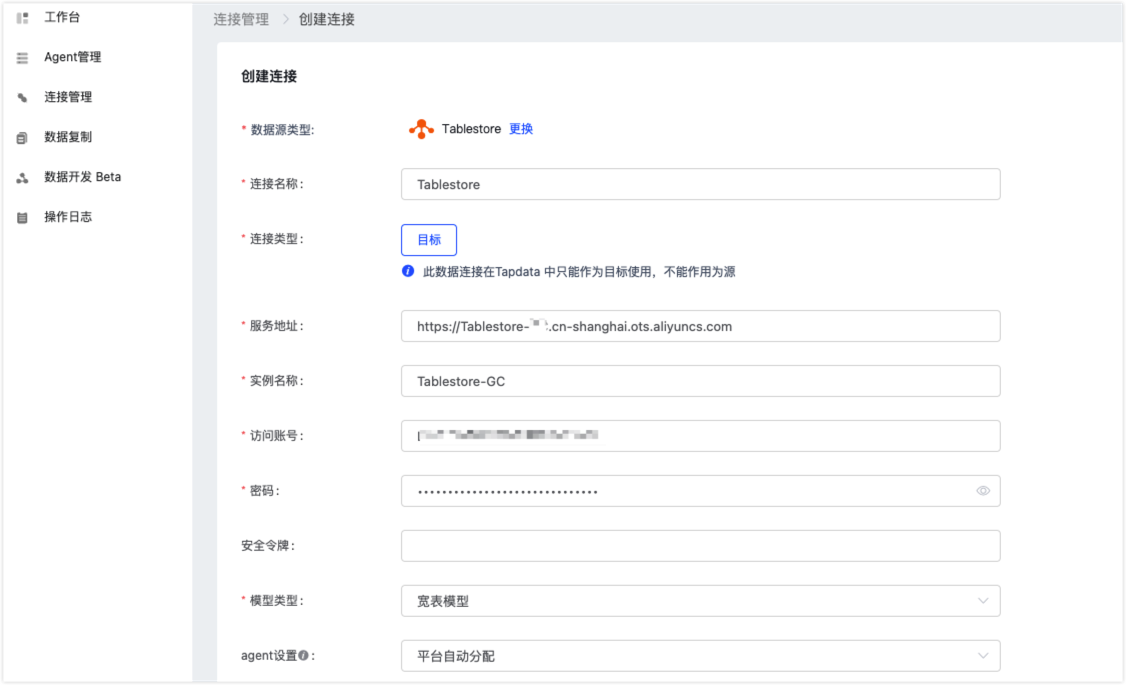 工作台
Agent管理
连接管理
数据复制
数据开发 Beta
操作日志
连接管理 > 创建连接
创建连接
* 数据源类型: Tablestore 更换
* 连接名称: Tablestore
* 连接类型: 目标
此数据连接在Tapdata 中只能作为目标使用，不能作用为源
* 服务地址: https://Tablestore- .cn-shanghai.ots.aliyuncs.com
* 实例名称: Tablestore-GC
* 访问账号:
* 密码: ••••••••••••••••••••••••••••••
安全令牌:
* 模型类型: 宽表模型
agent设置 : 平台自动分配